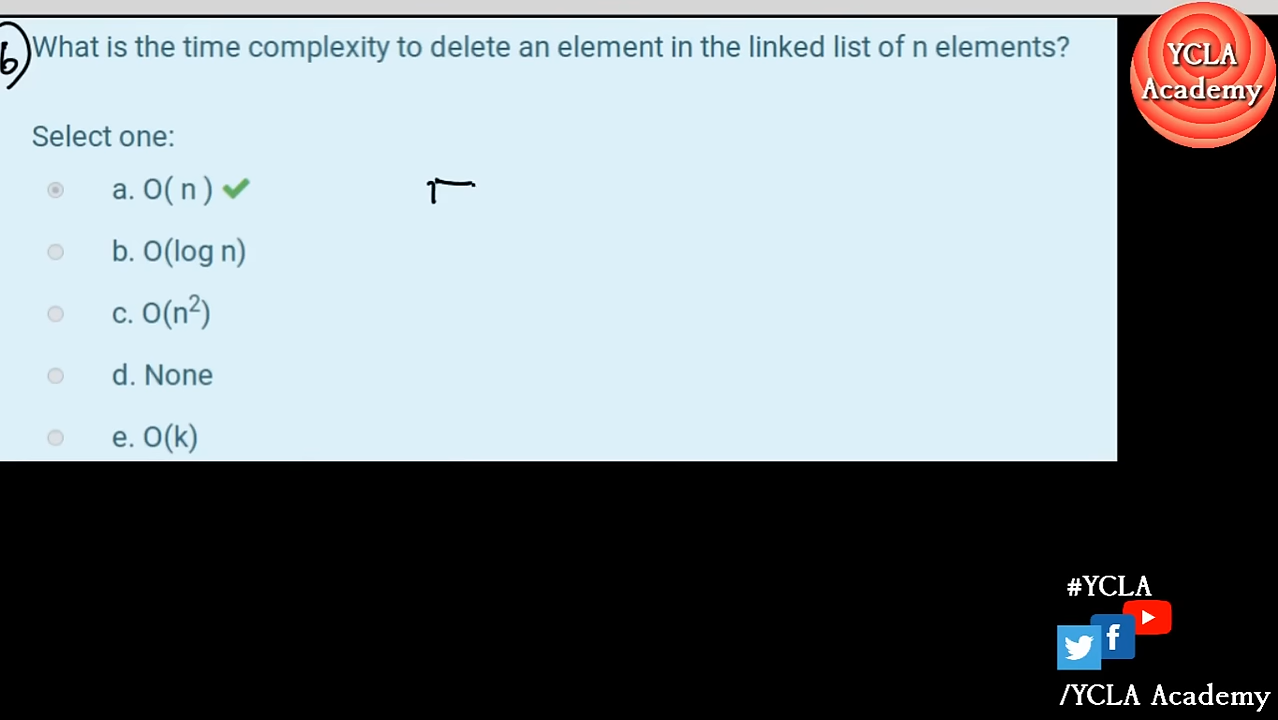 6) What is the time complexity to delete an element in the linked list of n elements?
YCLA
Academy
Select one:
a. O( n ) ✔
b. O(log n)
c. O(n²)
d. None
e. O(k)
#YCLA
/YCLA Academy